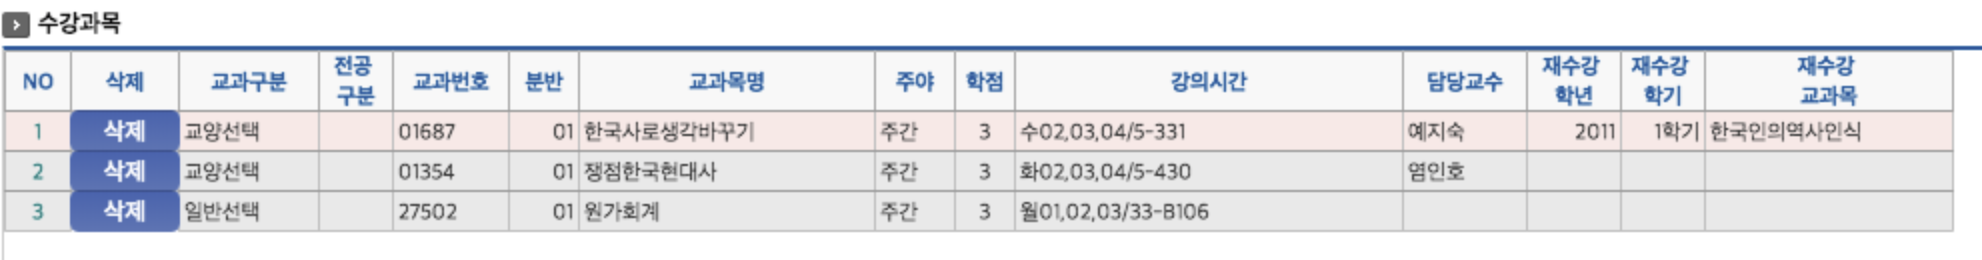 수강과목
NO 삭제 교과구분 전공 구분 교과번호 분반 교과목명 주야 학점 강의시간 담당교수 재수강 학년 재수강 학기 재수강 교과목
1 삭제 교양선택 01687 01 한국사로생각바꾸기 주간 3 수02,03,04/5-331 예지숙 2011 1학기 한국인의역사인식
2 삭제 교양선택 01354 01 쟁점한국현대사 주간 3 화02,03,04/5-430 염인호
3 삭제 일반선택 27502 01 원가회계 주간 3 월01,02,03/33-B106